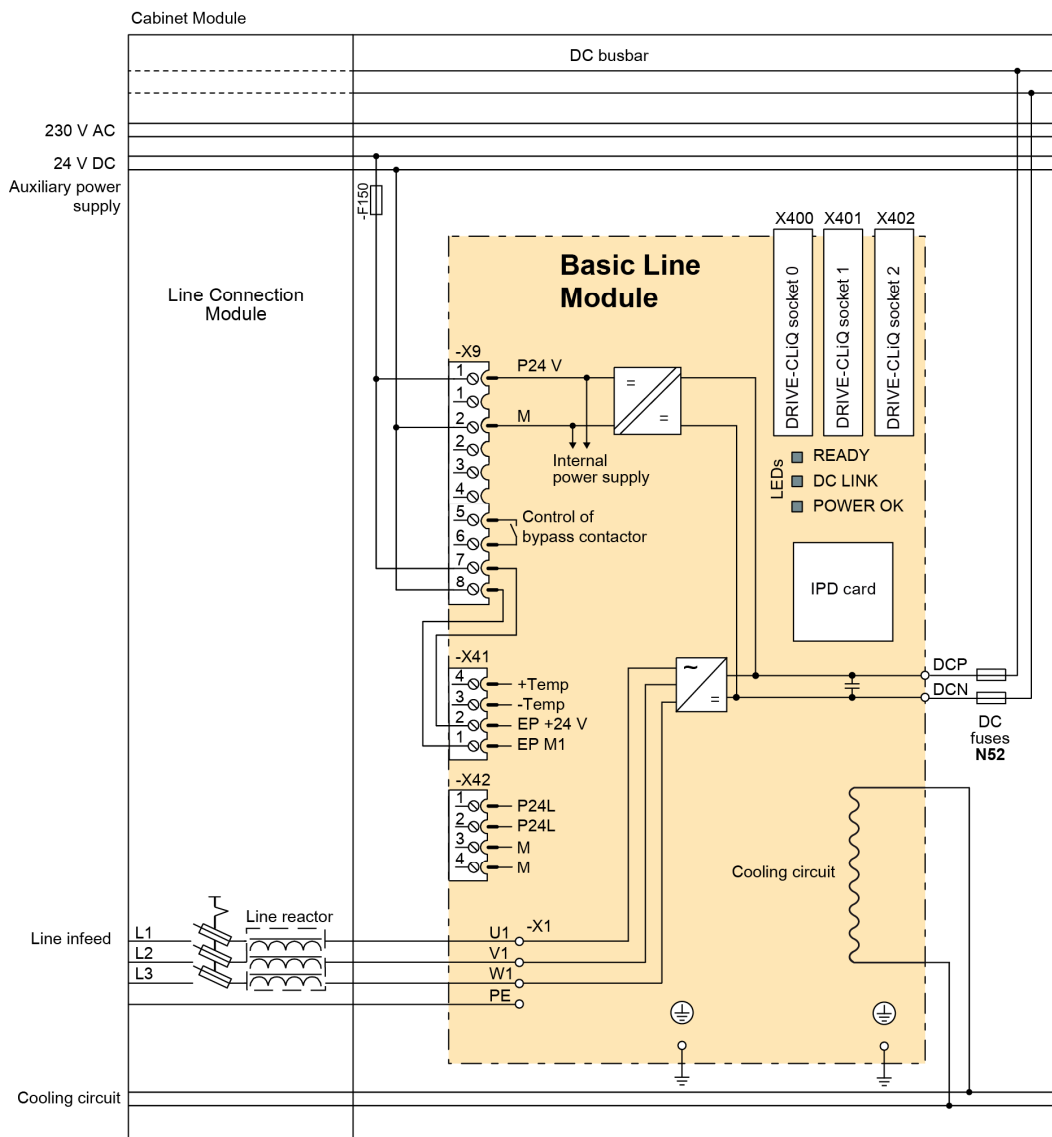 Cabinet Module
DC busbar
230 V AC
24 V DC
Auxiliary power
supply
-F150
Line Connection
Module
Basic Line
Module
X400
X401
X402
DRIVE-CLiQ socket 0
DRIVE-CLiQ socket 1
DRIVE-CLiQ socket 2
-X9
1
1
2
2
3
4
5
6
7
8
P24 V
M
=
=
Internal
power supply
Control of
bypass contactor
LEDs
READY
DC LINK
POWER OK
IPD card
-X41
4
3
2
1
+Temp
-Temp
EP +24 V
EP M1
~
=
DCP
DCN
DC
fuses
N52
-X42
1
2
3
4
P24L
P24L
M
M
Cooling circuit
Line infeed
L1
L2
L3
Line reactor
U1
V1
W1
PE
-X1
Cooling circuit